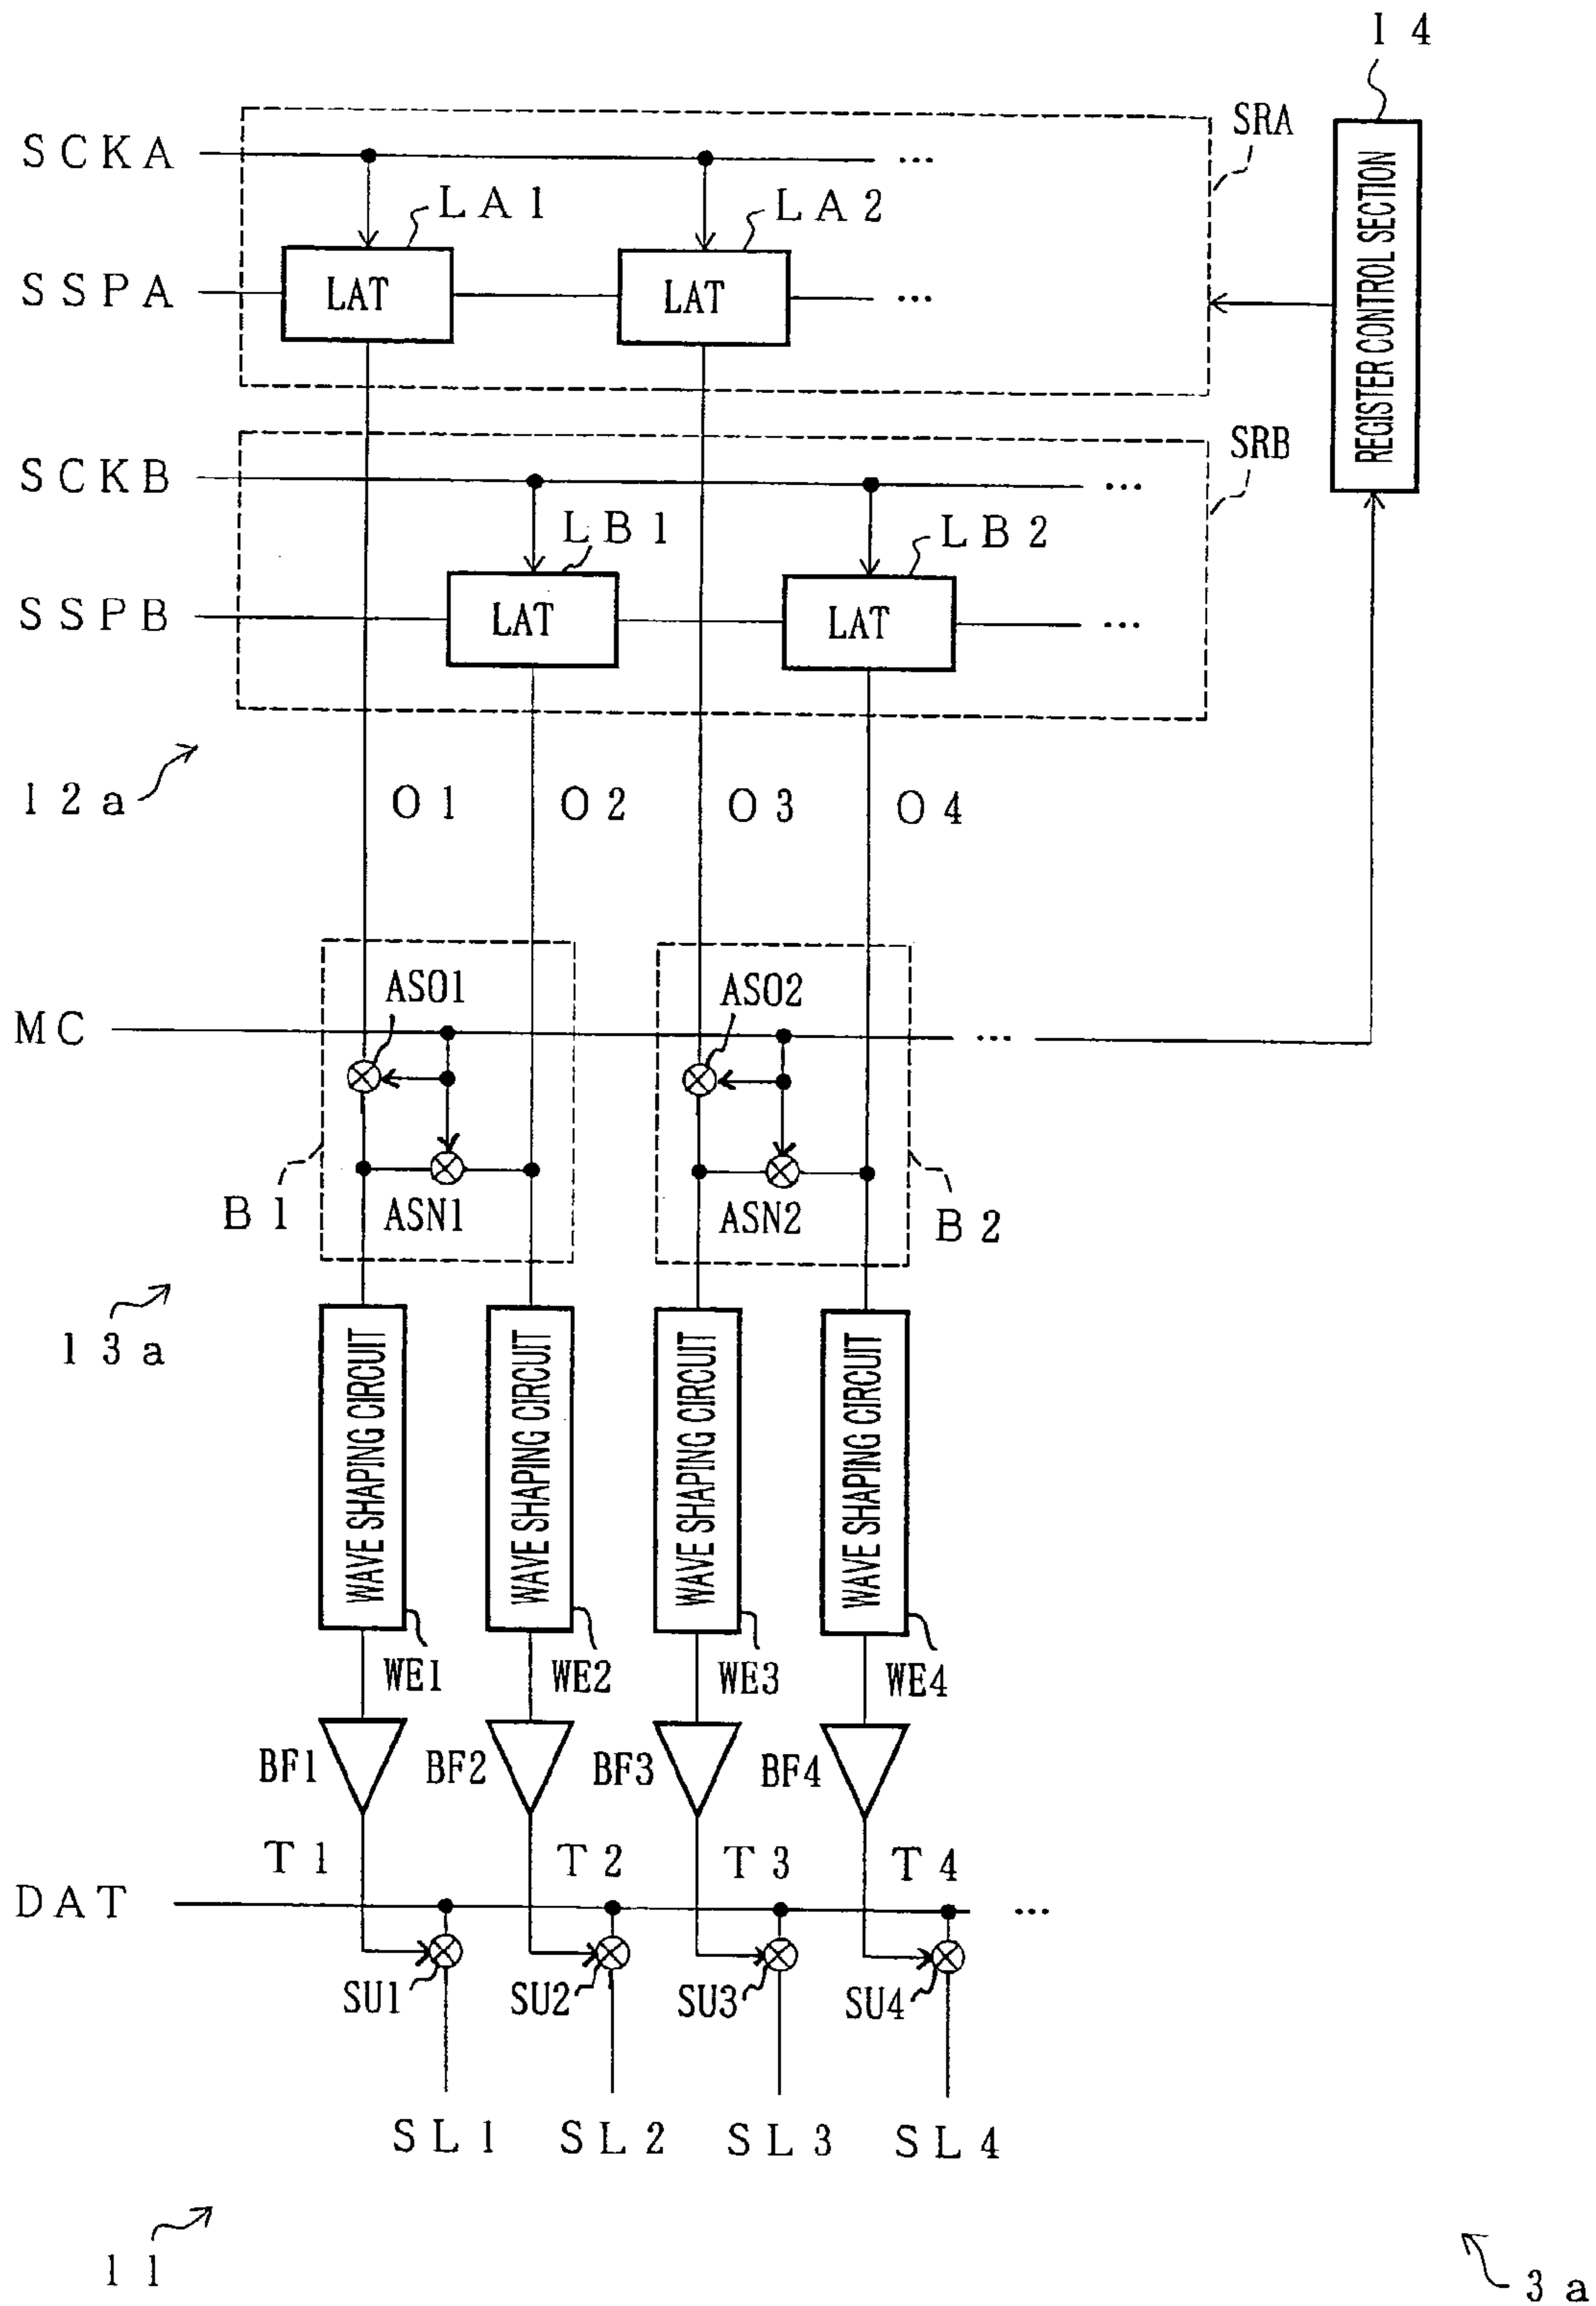 14
SCKA
...
SRA
REGISTER CONTROL SECTION
LA1
LA2
SSPA
LAT
LAT
...
SCKB
...
SRB
LB1
LB2
SSPB
LAT
LAT
...
12a
O1
O2
O3
O4
ASO1
ASO2
MC
...
B1
ASN1
ASN2
B2
13a
WAVE SHAPING CIRCUIT
WAVE SHAPING CIRCUIT
WAVE SHAPING CIRCUIT
WAVE SHAPING CIRCUIT
WE1
WE2
WE3
WE4
BF1
BF2
BF3
BF4
T1
T2
T3
T4
DAT
...
SU1
SU2
SU3
SU4
SL1
SL2
SL3
SL4
11
3a